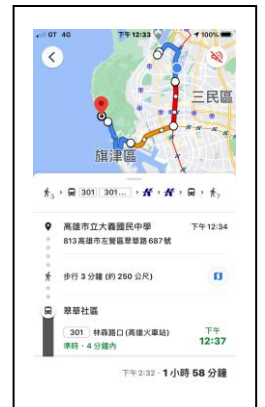 GT 4G 下午12:33 100%
三民區
旗津區
3 301 301... 7
高雄市立大義國民中學 下午12:34
813高雄市左營區翠華路687號
步行 3 分鐘 (約 250 公尺)
翠華社區
301 林森路口(高雄火車站) 下午
準時・4 分鐘內 12:37
下午2:32・1 小時 58 分鐘